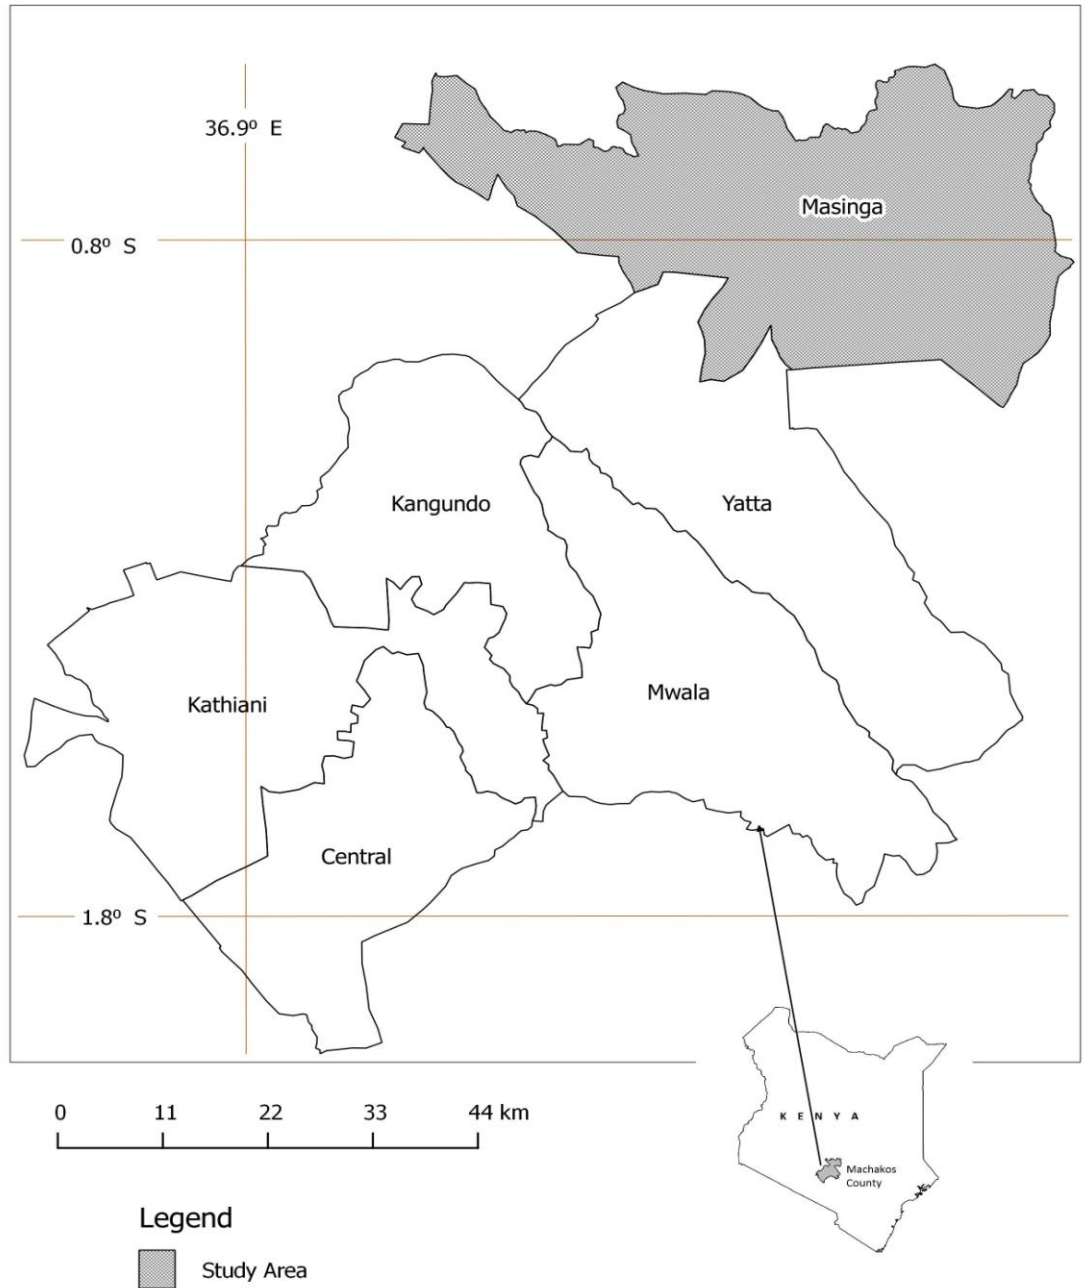 36.9º E
Masinga
0.8º S
Kangundo
Yatta
Kathiani
Mwala
Central
1.8º S
KENYA
Machakos
County
0 11 22 33 44 km
Legend
Study Area